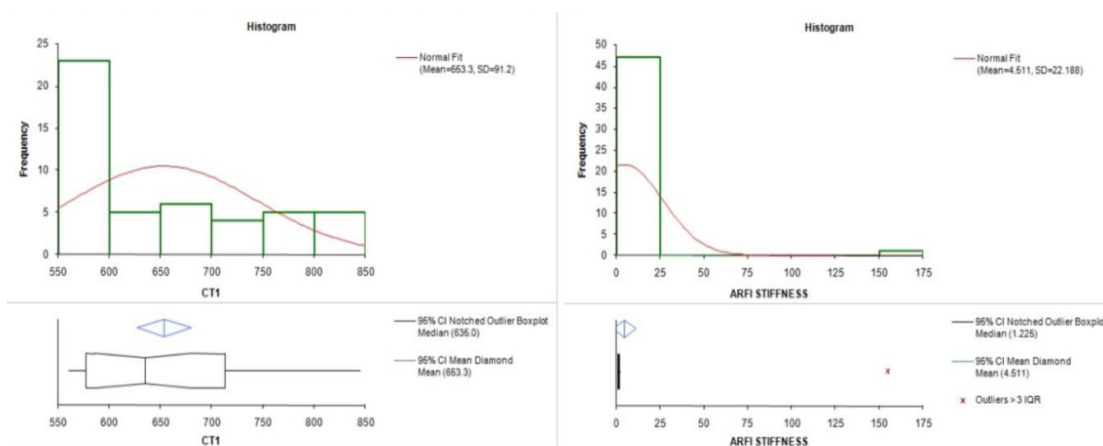 Histogram
25
20
15
10
5
0
Frequency
550 600 650 700 750 800 850
CT1
Normal Fit
(Mean=653.3, SD=91.2)
95% CI Notched Outlier Boxplot
Median (635.0)
95% CI Mean Diamond
Mean (653.3)
550 600 650 700 750 800 850
CT1
Histogram
50
45
40
35
30
25
20
15
10
5
0
Frequency
0 25 50 75 100 125 150 175
ARFI STIFFNESS
Normal Fit
(Mean=4.511, SD=22.188)
95% CI Notched Outlier Boxplo
Median (1.225)
95% CI Mean Diamond
Mean (4.511)
Outliers > 3 IQR
0 25 50 75 100 125 150 175
ARFI STIFFNESS